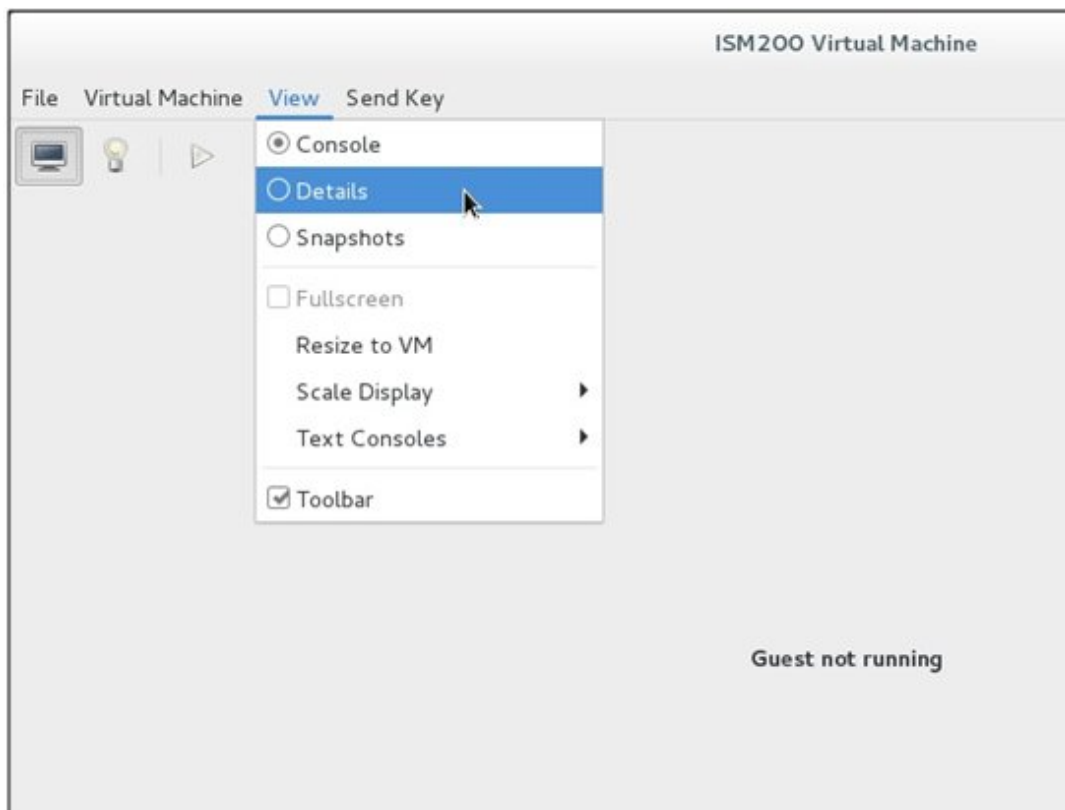 ISM200 Virtual Machine
File Virtual Machine View Send Key
Console
Details
Snapshots
Fullscreen
Resize to VM
Scale Display
Text Consoles
Toolbar
Guest not running